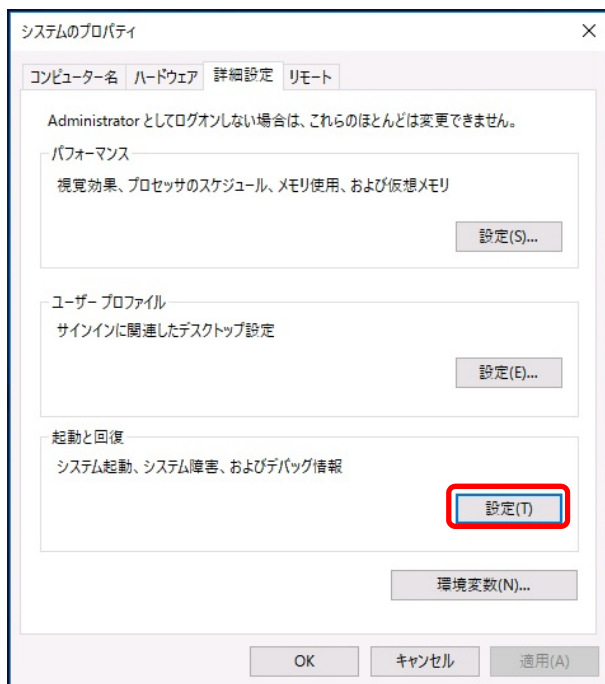 システムのプロパティ
コンピューター名 ハードウェア 詳細設定 リモート
Administrator としてログオンしない場合は、これらのほとんどは変更できません。
パフォーマンス
視覚効果、プロセッサのスケジュール、メモリ使用、および仮想メモリ
設定(S)...
ユーザー プロファイル
サインインに関連したデスクトップ設定
設定(E)...
起動と回復
システム起動、システム障害、およびデバッグ情報
設定(T)
環境変数(N)...
OK キャンセル 適用(A)